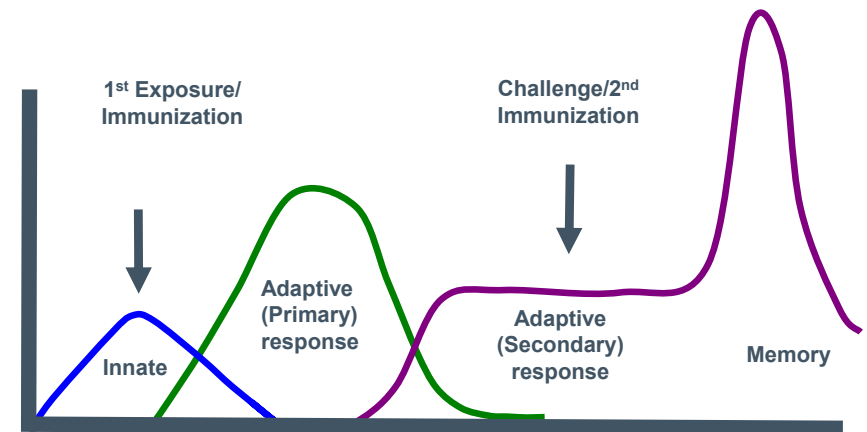 1st Exposure/
Immunization
Challenge/2nd
Immunization
Adaptive
(Primary)
response
Innate
Adaptive
(Secondary)
response
Memory